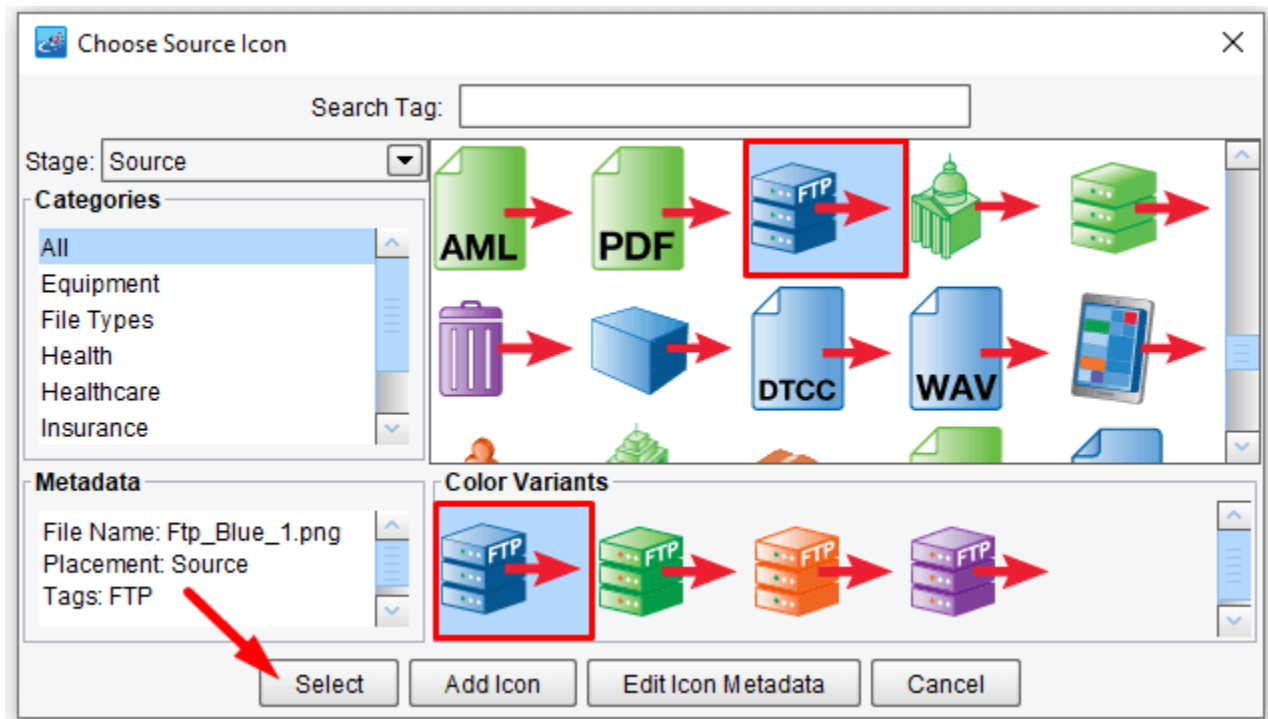 Choose Source Icon
Search Tag:
Stage: Source
Categories
All
Equipment
File Types
Health
Healthcare
Insurance
AML
PDF
FTP
DTCC
WAV
Metadata
File Name: Ftp_Blue_1.png
Placement: Source
Tags: FTP
Color Variants
FTP
FTP
FTP
FTP
Select
Add Icon
Edit Icon Metadata
Cancel